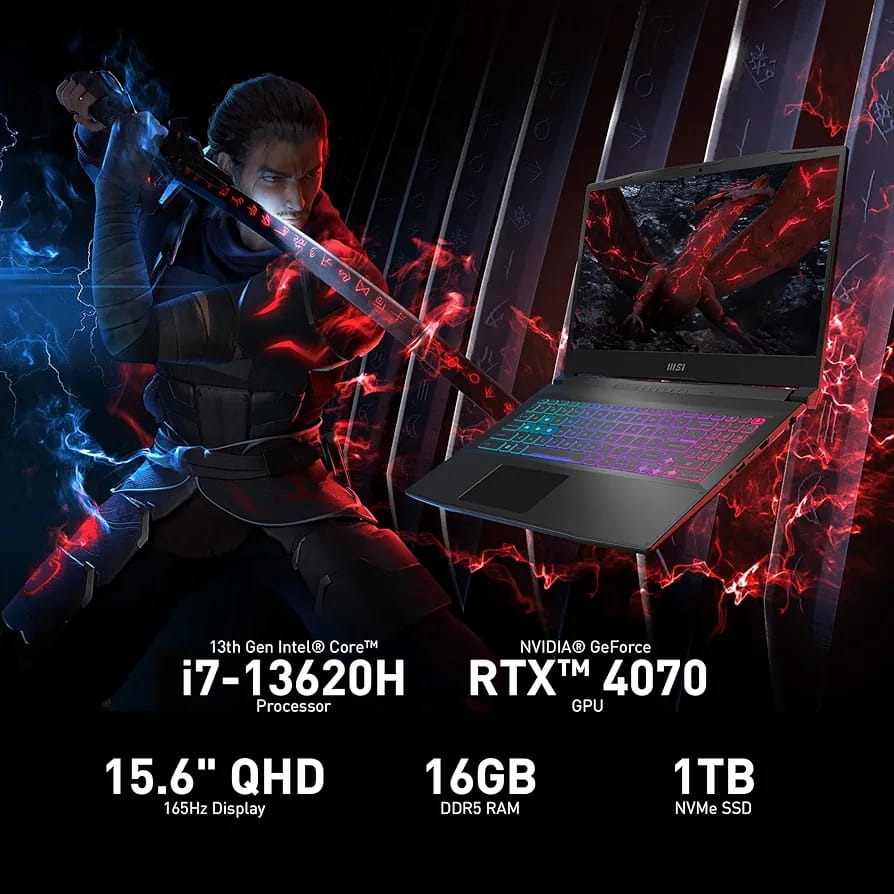 msi
13th Gen Intel® Core™
i7-13620H
Processor
NVIDIA® GeForce
RTX™ 4070
GPU
15.6" QHD
165Hz Display
16GB
DDR5 RAM
1TB
NVMe SSD